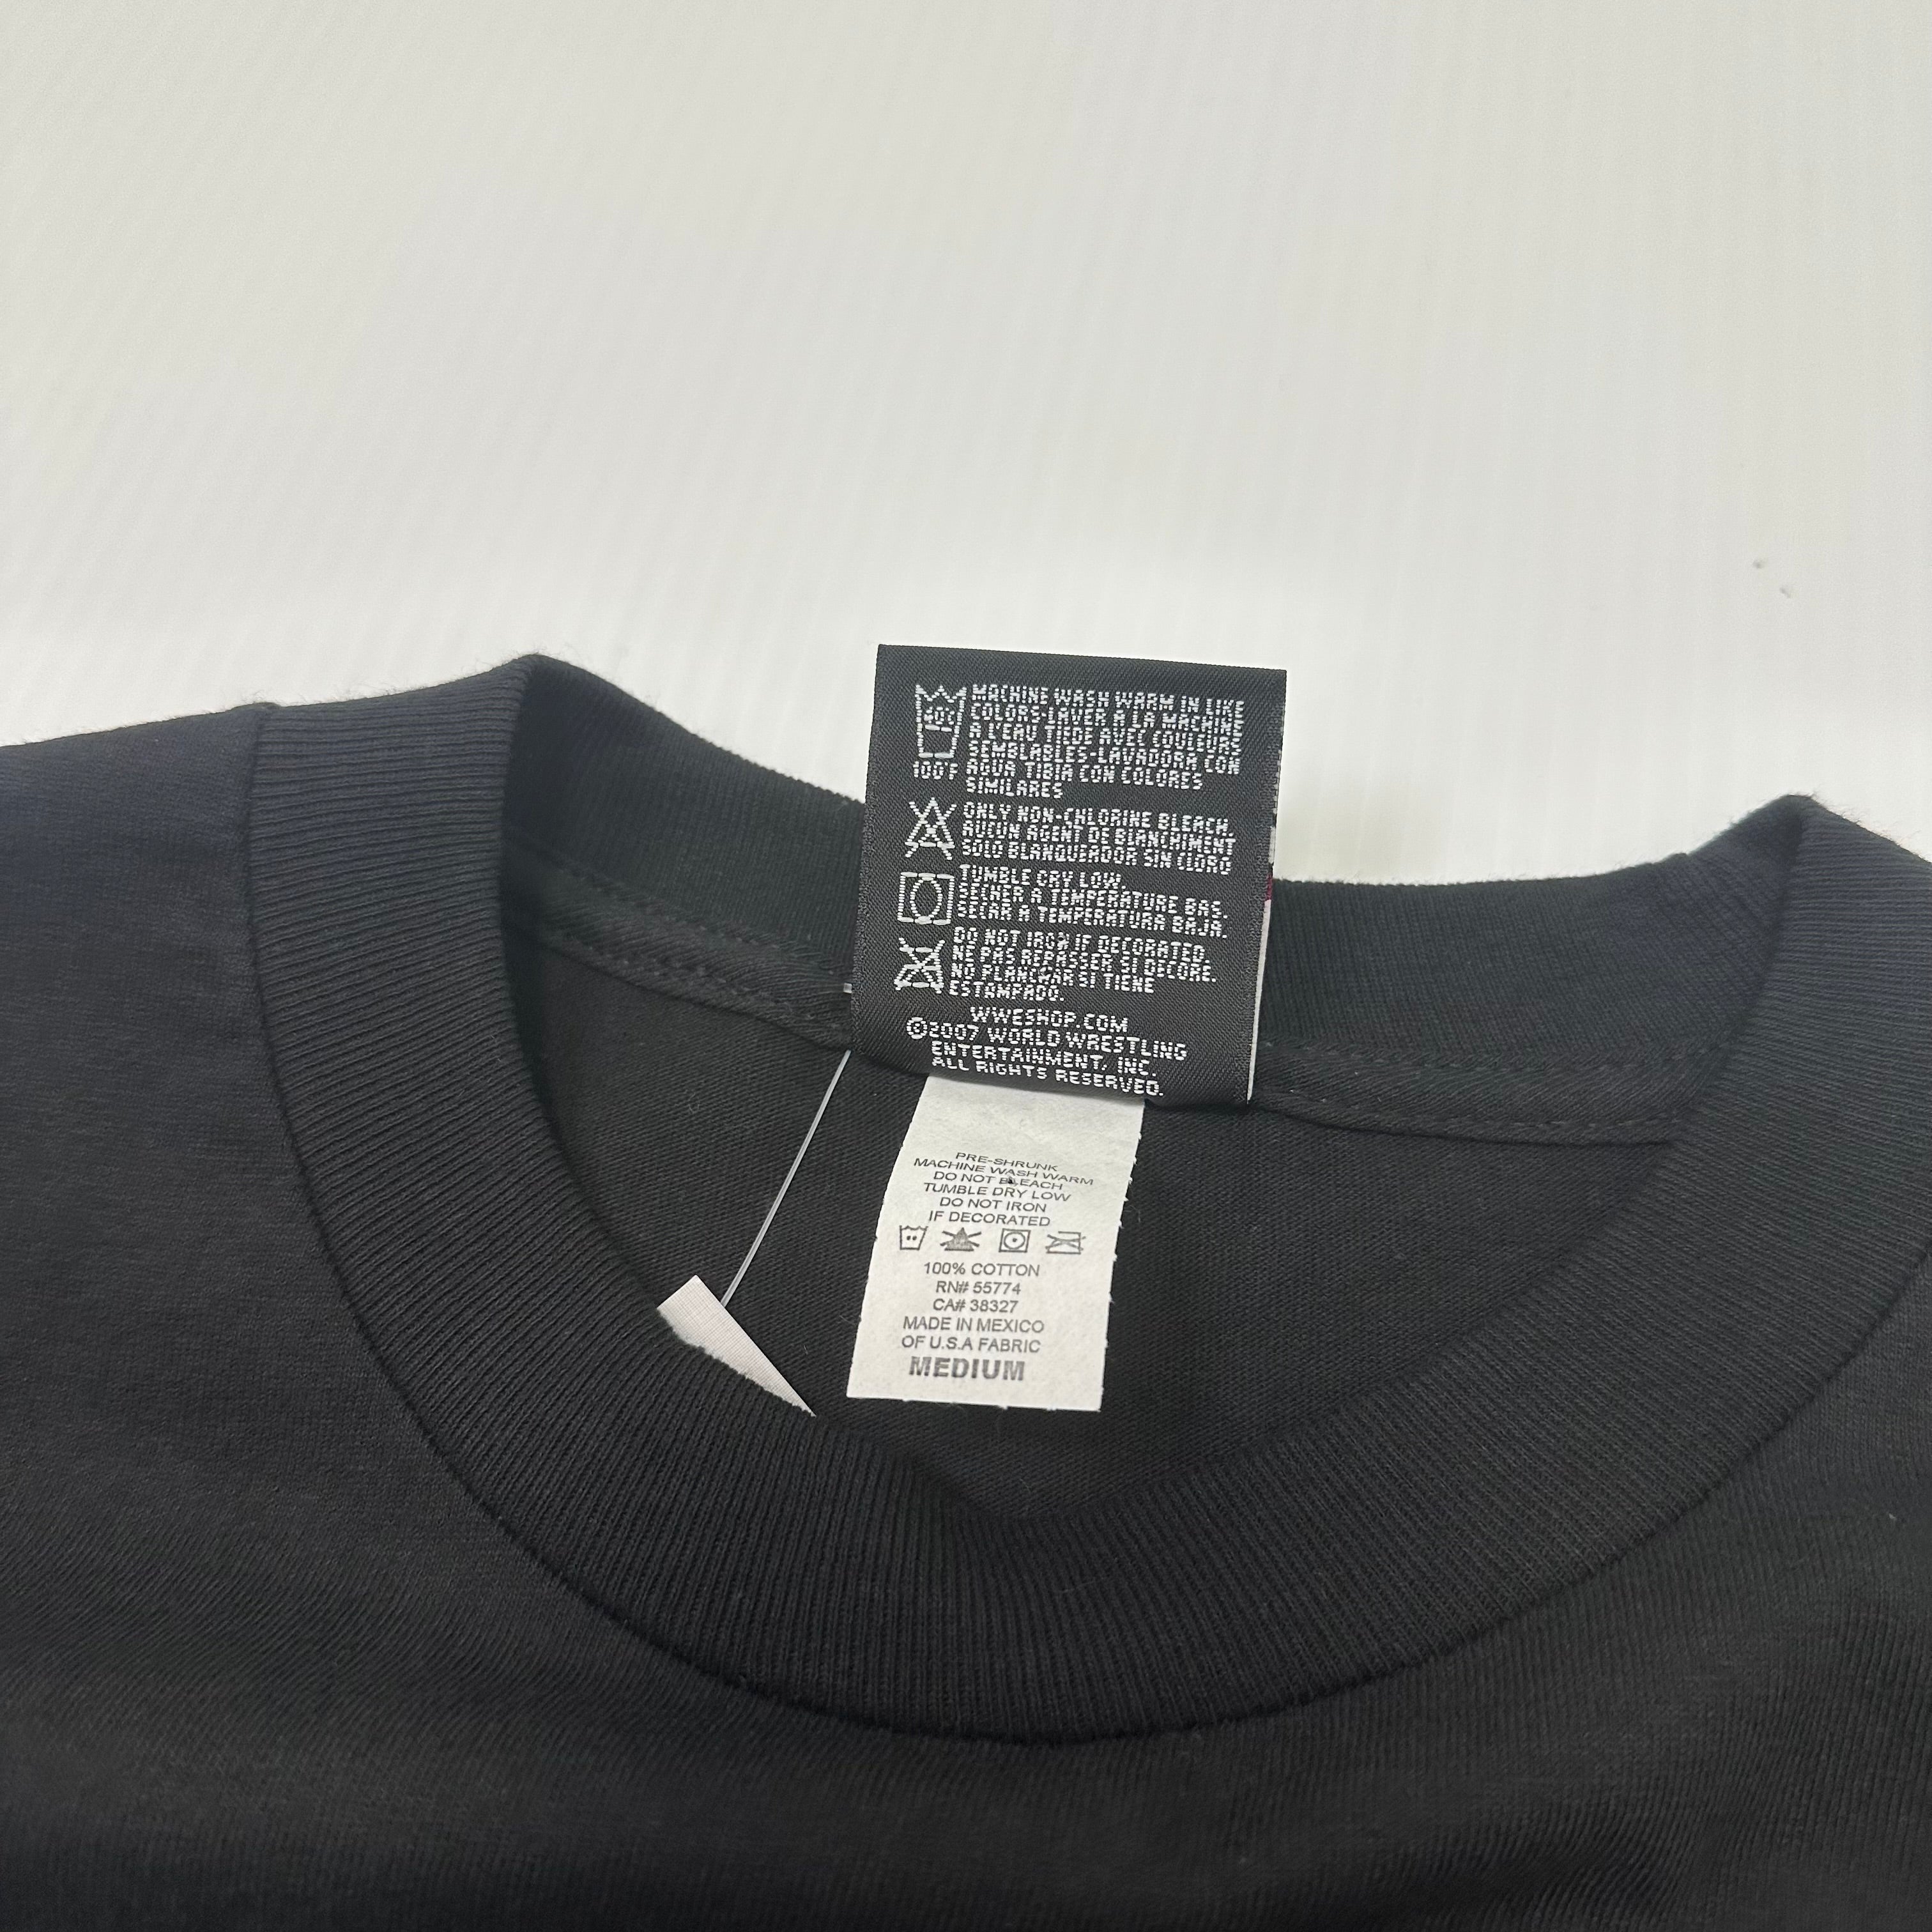 MACHINE WASH WARM IN LIKE
COLORS-LAVER A LA MACHINE
A L'EAU TIEDE AVEC COULEURS
SEMBLABLES-LAVADORA CON
AGUA TIBIA CON COLORES
SIMILARES
100°F
ONLY NON-CHLORINE BLEACH.
AUCUN AGENT DE BLANCHIMENT
SOLO BLANQUEADOR SIN CLORO
TUMBLE DRY LOW.
SECHER A TEMPERATURE BAS.
SECAR A TEMPERATURA BAJA.
DO NOT IRON IF DECORATED.
NE PAS REPASSER SI DECORE.
NO PLANCHAR SI TIENE
ESTAMPADO.
WWESHOP.COM
©2007 WORLD WRESTLING
ENTERTAINMENT, INC.
ALL RIGHTS RESERVED.
PRE-SHRUNK
MACHINE WASH WARM
DO NOT BLEACH
TUMBLE DRY LOW
DO NOT IRON
IF DECORATED
100% COTTON
RN# 55774
CA# 38327
MADE IN MEXICO
OF U.S.A FABRIC
MEDIUM